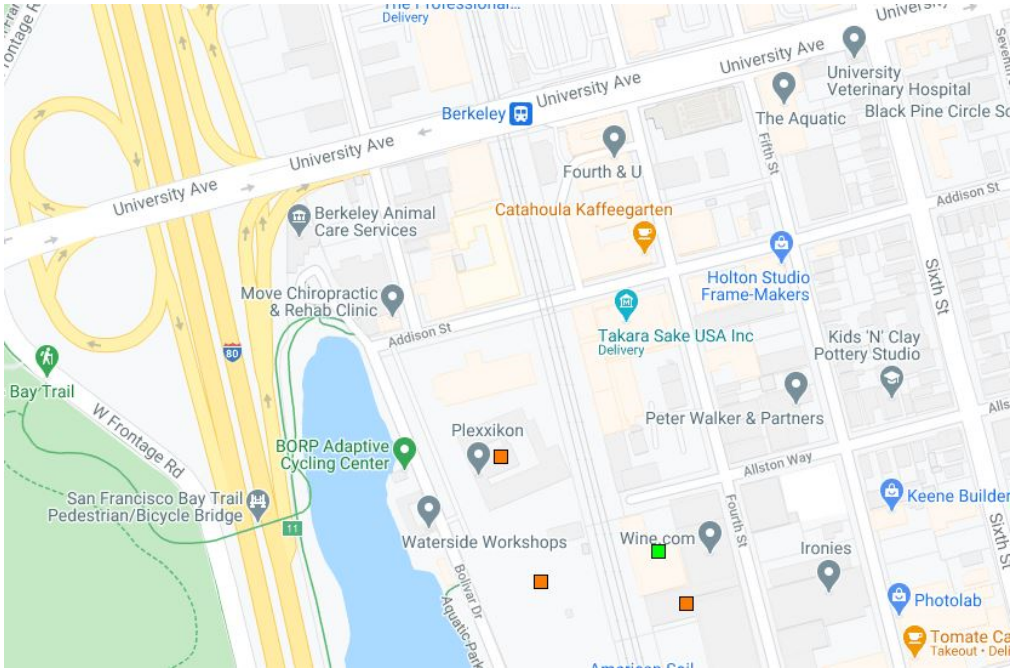 The Professional...
Delivery
University
University Ave
University Ave
University Ave
University Ave
Berkeley
Fourth & U
The Aquatic
University
Veterinary Hospital
Black Pine Circle Sc
Fifth St
Addison St
Berkeley Animal
Care Services
Catahoula Kaffeegarten
Holton Studio
Frame-Makers
Sixth St
Move Chiropractic
& Rehab Clinic
Addison St
Takara Sake USA Inc
Delivery
Kids 'N' Clay
Pottery Studio
80
Bay Trail
W Frontage Rd
Peter Walker & Partners
Plexxikon
BORP Adaptive
Cycling Center
Allston Way
San Francisco Bay Trail
Pedestrian/Bicycle Bridge
11
Waterside Workshops
Wine.com
Fourth St
Keene Builder
Sixth St
Ironies
Bolivar Dr
Aquatic Park
Photolab
Tomate Ca
Takeout • Deli
American Soil